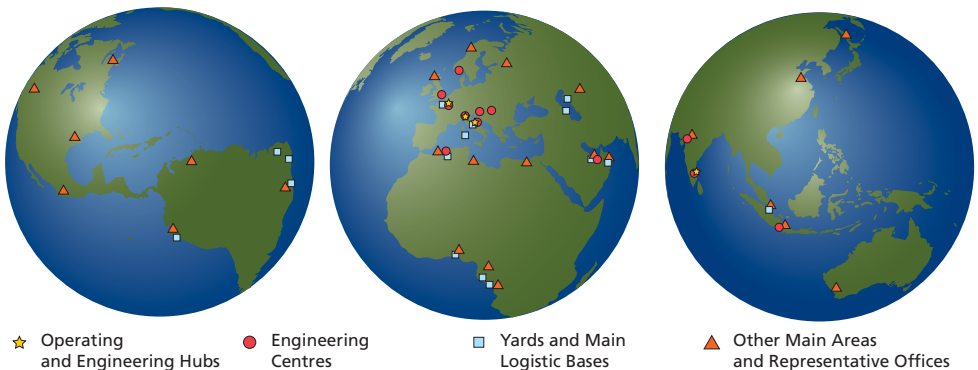 Operating
and Engineering Hubs
Engineering
Centres
Yards and Main
Logistic Bases
Other Main Areas
and Representative Offices